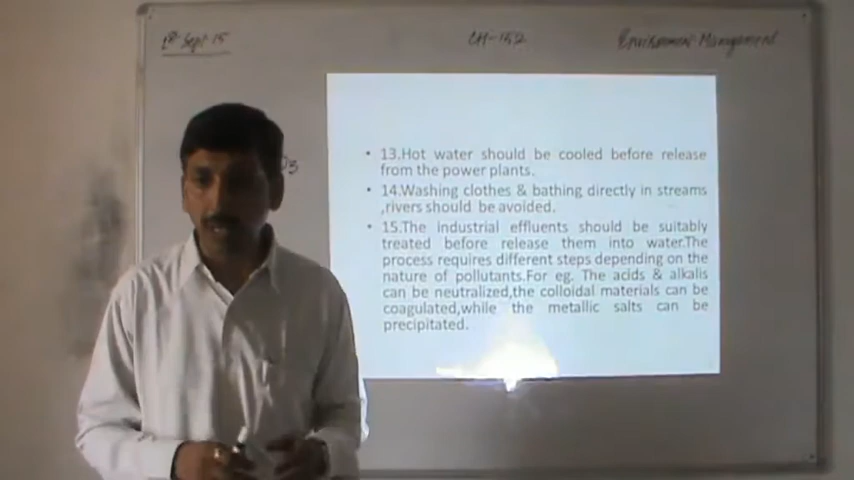 1st Sept 15
CH-152
Environment Management
• 13.Hot water should be cooled before release
from the power plants.
• 14.Washing clothes & bathing directly in streams
,rivers should be avoided.
• 15.The industrial effluents should be suitably
treated before release them into water.The
process requires different steps depending on the
nature of pollutants.For eg. The acids & alkalis
can be neutralized,the colloidal materials can be
coagulated,while the metallic salts can be
precipitated.